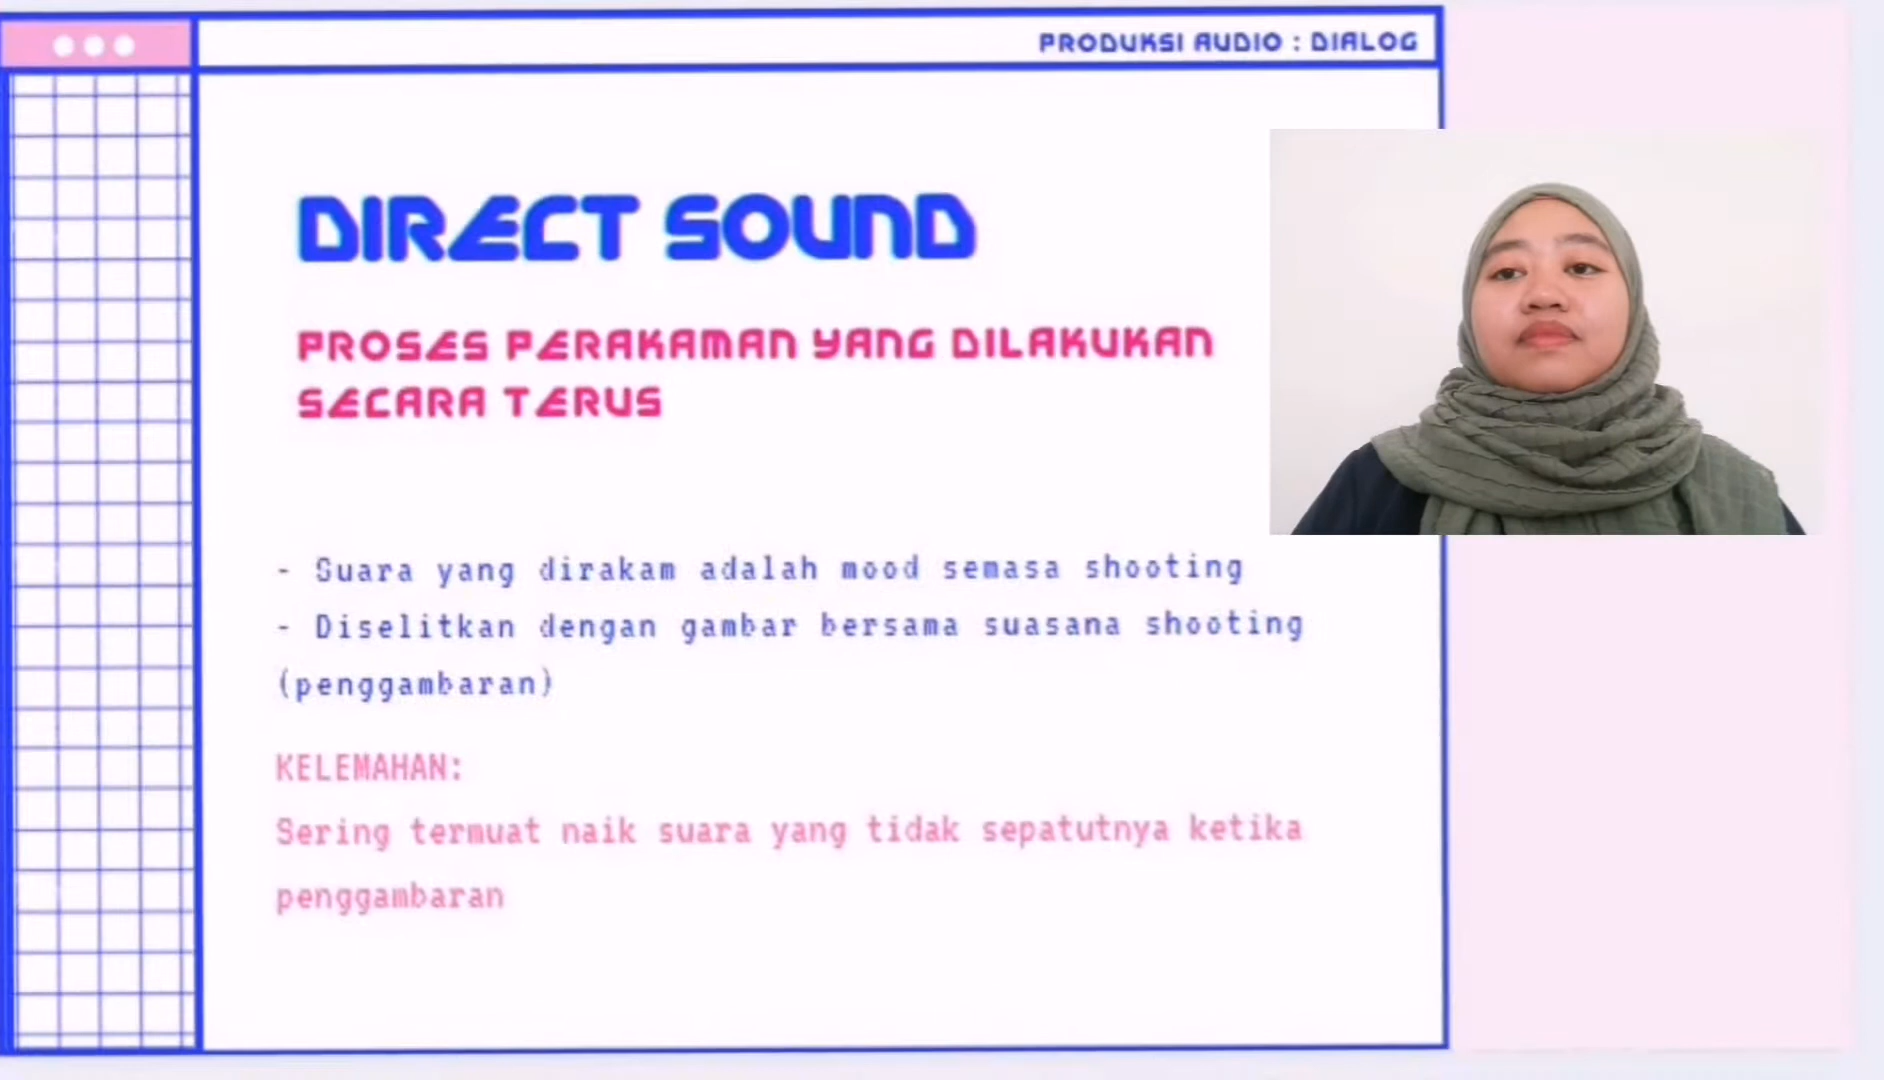 PRODUKSI AUDIO : DIALOG
DIRECT SOUND
PROSES PERAKAMAN YANG DILAKUKAN
SECARA TERUS
- Suara yang dirakam adalah mood semasa shooting
- Diselitkan dengan gambar bersama suasana shooting
(penggambaran)
KELEMAHAN:
Sering termuat naik suara yang tidak sepatutnya ketika
penggambaran